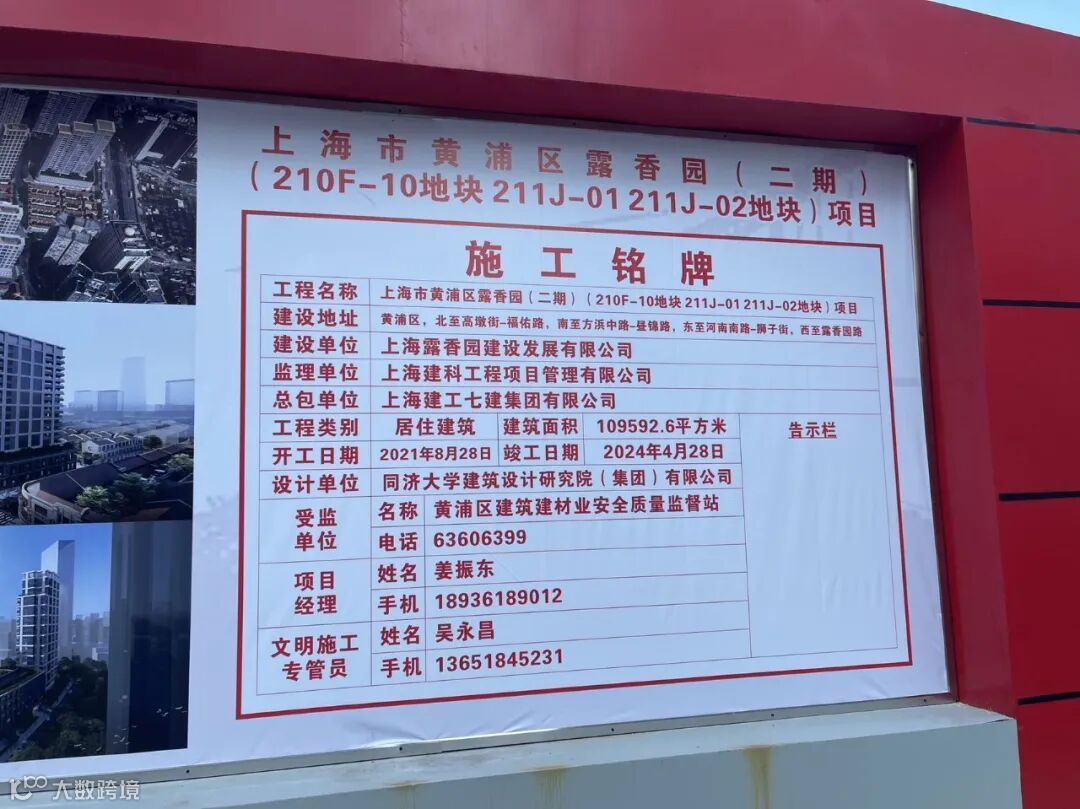 上海市黄浦区露香园（二期）
（210F-10地块 211J-01 211J-02地块）项目
施工铭牌
工程名称 上海市黄浦区露香园（二期）（210F-10地块 211J-01 211J-02地块）项目
建设地址 黄浦区，北至高墩街-福佑路，南至方浜中路-昼锦路，东至河南南路-狮子街，西至露香园路
建设单位 上海露香园建设发展有限公司
监理单位 上海建科工程项目管理有限公司
总包单位 上海建工七建集团有限公司
工程类别 居住建筑 建筑面积 109592.6平方米 告示栏
开工日期 2021年8月28日 竣工日期 2024年4月28日
设计单位 同济大学建筑设计研究院（集团）有限公司
受监单位 名称 黄浦区建筑建材业安全质量监督站
电话 63606399
项目经理 姓名 姜振东
手机 18936189012
文明施工专管员 姓名 吴永昌
手机 13651845231
大数跨境